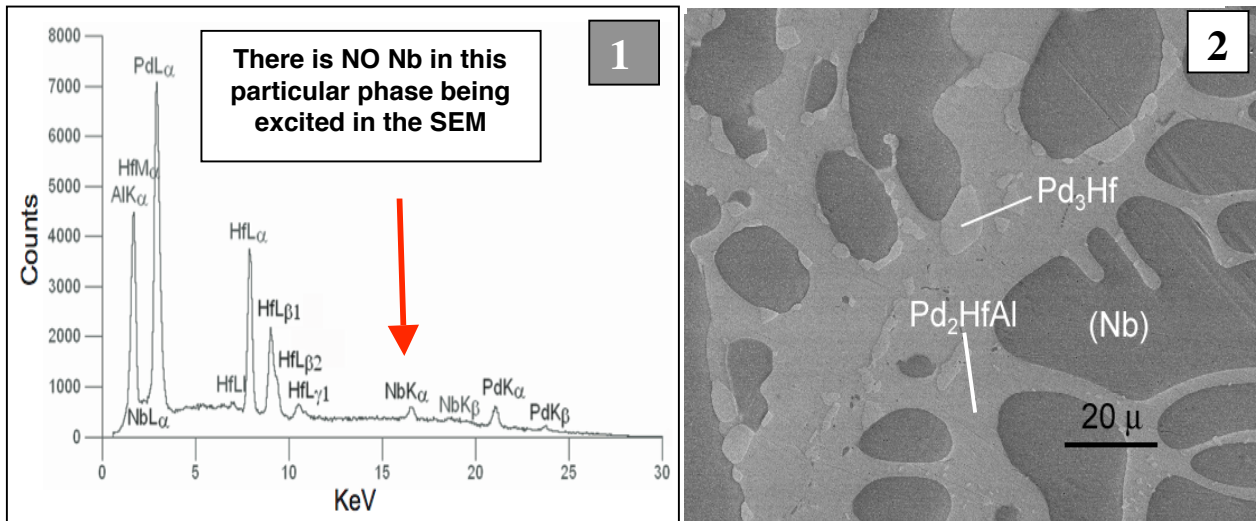 There is NO Nb in this
particular phase being
excited in the SEM
1
8000
7000
6000
5000
4000
3000
2000
1000
0
Counts
PdLα
HfMα
AlKα
NbLα
HfLl
HfLα
HfLβ1
HfLβ2
HfLγ1
NbKα
NbKβ
PdKα
PdKβ
0 5 10 15 20 25 30
KeV
2
Pd₃Hf
Pd₂HfAl
(Nb)
20 μ